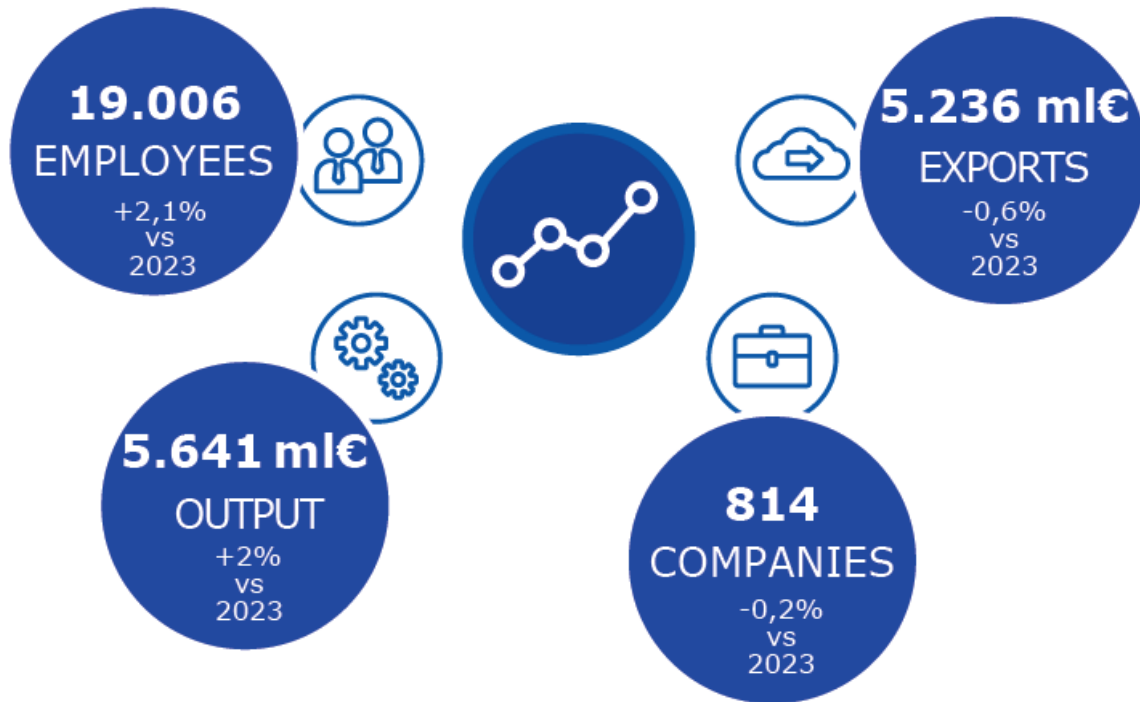 19.006
EMPLOYEES
+2,1%
vs
2023
5.236 ml€
EXPORTS
-0,6%
vs
2023
5.641 ml€
OUTPUT
+2%
vs
2023
814
COMPANIES
-0,2%
vs
2023